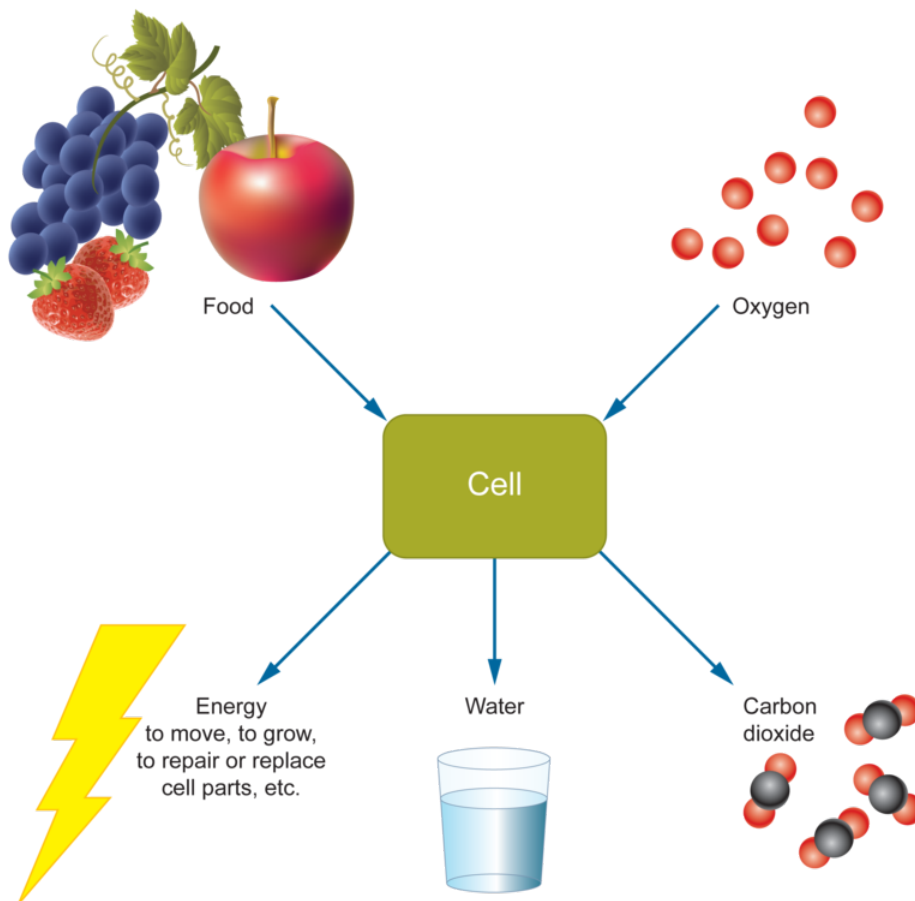 Food
Oxygen
Cell
Energy
to move, to grow,
to repair or replace
cell parts, etc.
Water
Carbon
dioxide